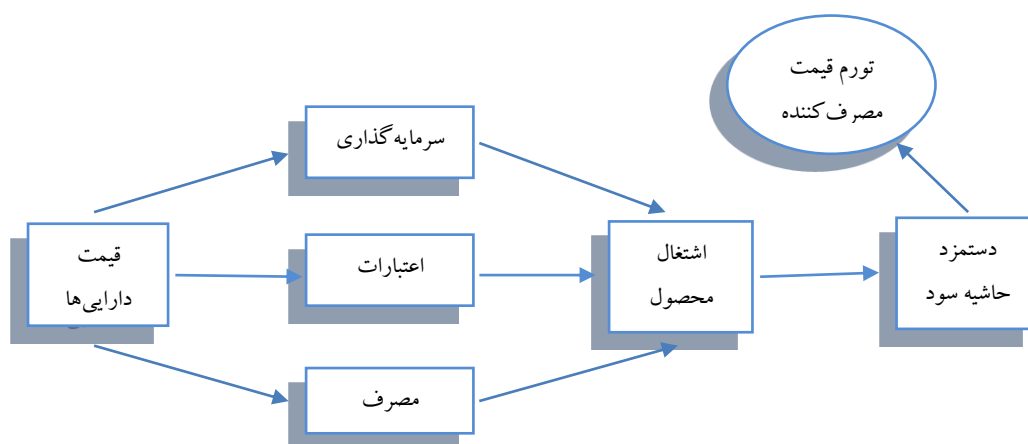 تورم قیمت
مصرف‌کننده
سرمایه‌گذاری
قیمت
دارایی‌ها
اعتبارات
اشتغال
محصول
دستمزد
حاشیه سود
مصرف